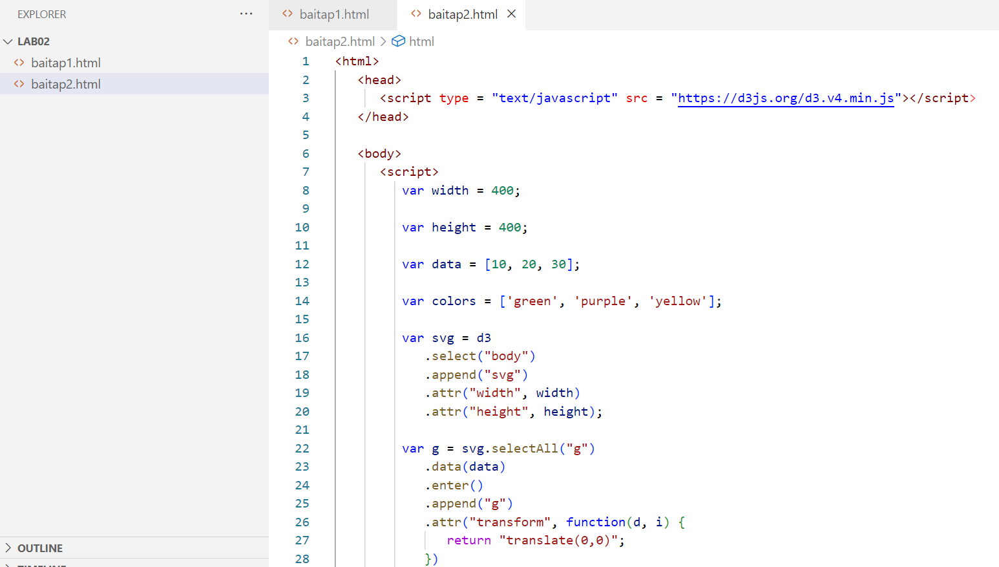 EXPLORER ...
LAB02
<> baitap1.html
<> baitap2.html
OUTLINE
TIMELINE
<> baitap1.html <> baitap2.html ×
<> baitap2.html > html
1 <html>
2 <head>
3 <script type = "text/javascript" src = "https://d3js.org/d3.v4.min.js"></script>
4 </head>
5
6 <body>
7 <script>
8 var width = 400;
9
10 var height = 400;
11
12 var data = [10, 20, 30];
13
14 var colors = ['green', 'purple', 'yellow'];
15
16 var svg = d3
17 .select("body")
18 .append("svg")
19 .attr("width", width)
20 .attr("height", height);
21
22 var g = svg.selectAll("g")
23 .data(data)
24 .enter()
25 .append("g")
26 .attr("transform", function(d, i) {
27 return "translate(0,0)";
28 })